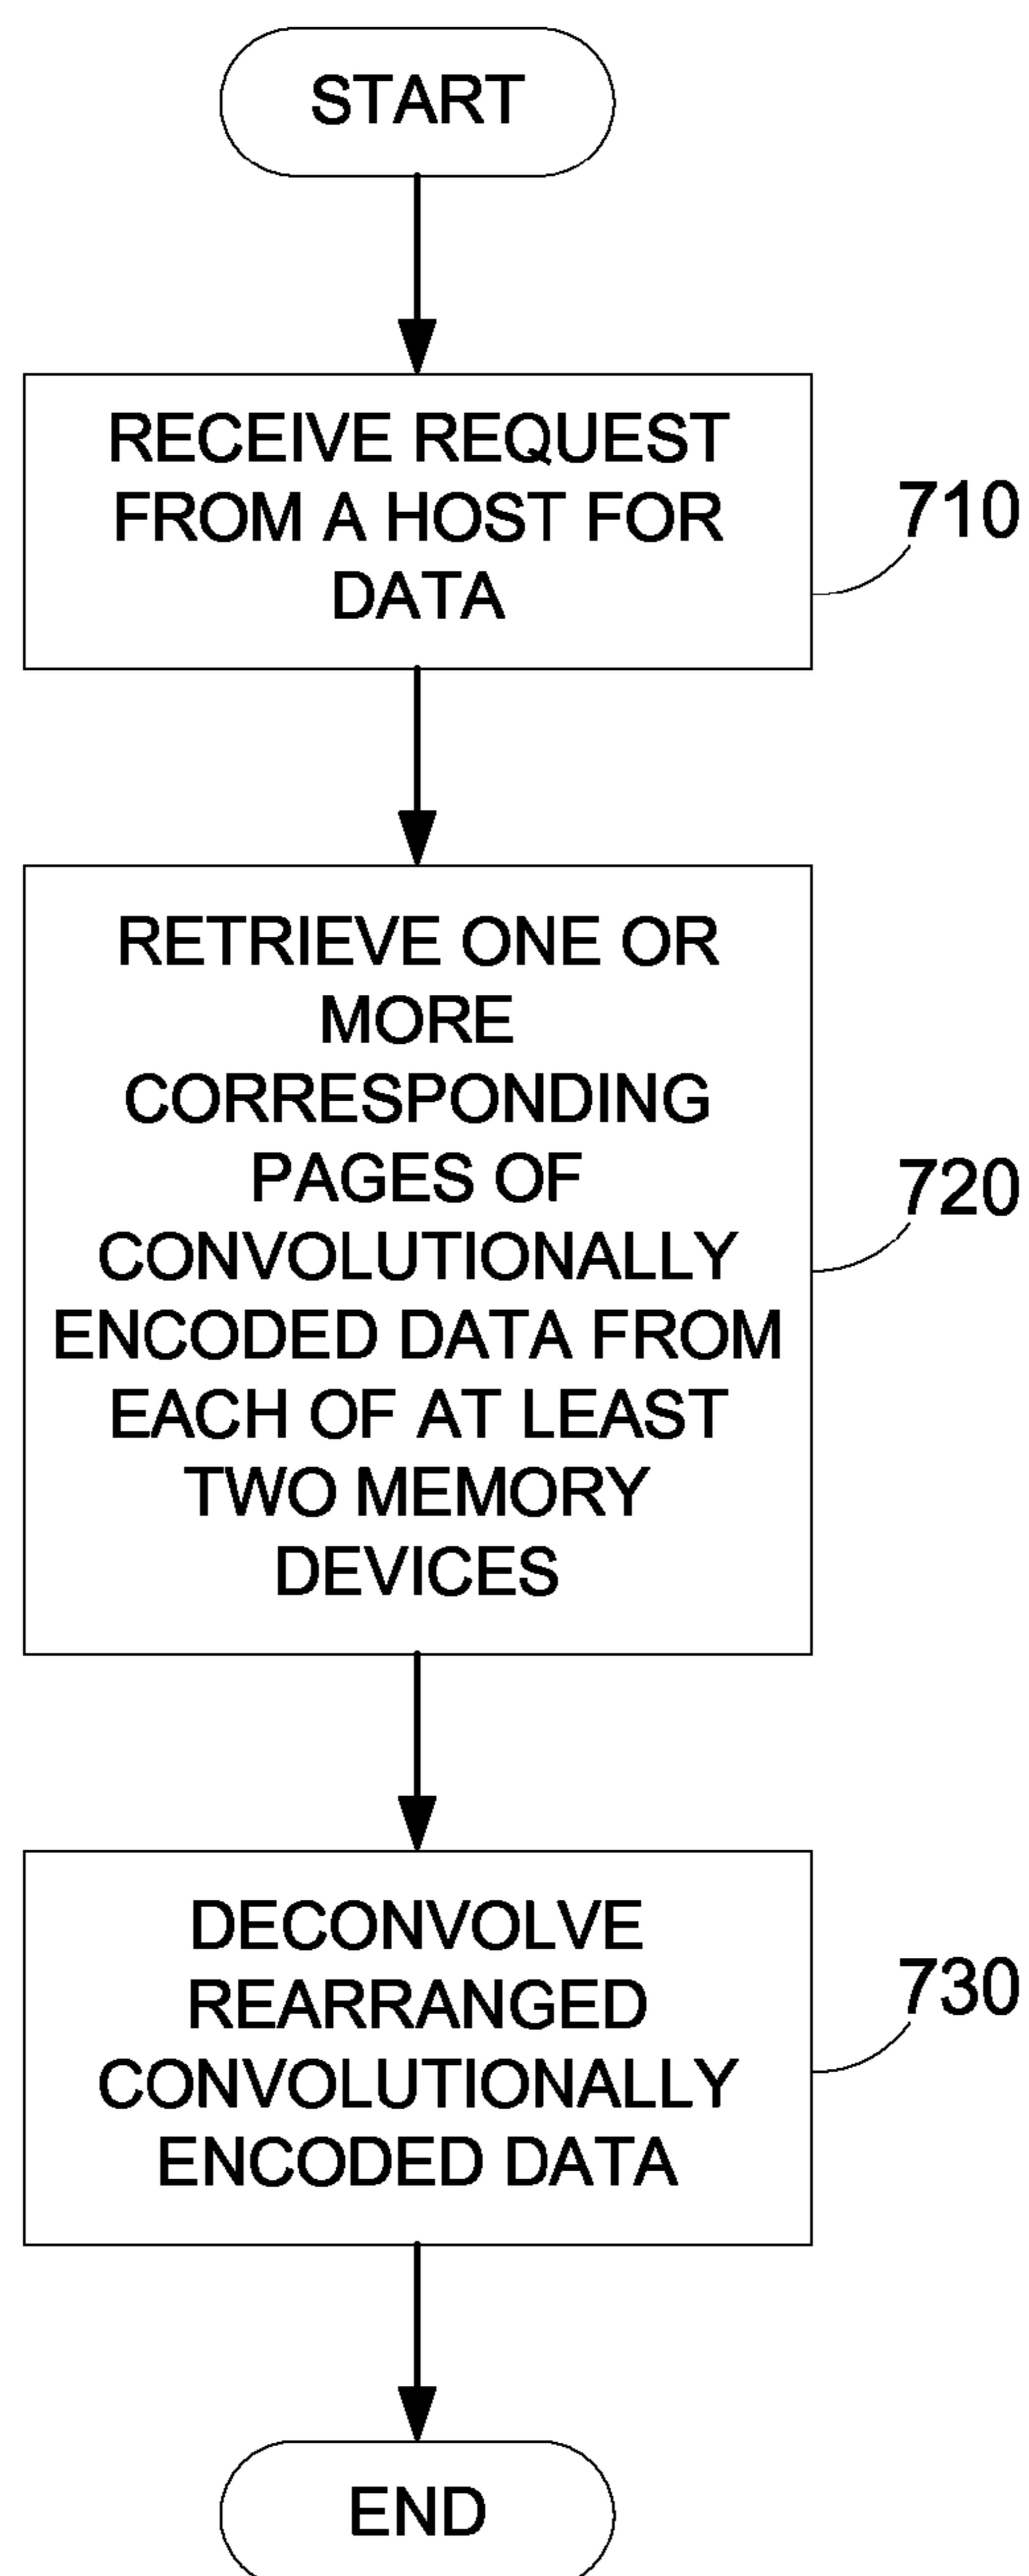 START
RECEIVE REQUEST
FROM A HOST FOR
DATA
710
RETRIEVE ONE OR
MORE
CORRESPONDING
PAGES OF
CONVOLUTIONALLY
ENCODED DATA FROM
EACH OF AT LEAST
TWO MEMORY
DEVICES
720
DECONVOLVE
REARRANGED
CONVOLUTIONALLY
ENCODED DATA
730
END